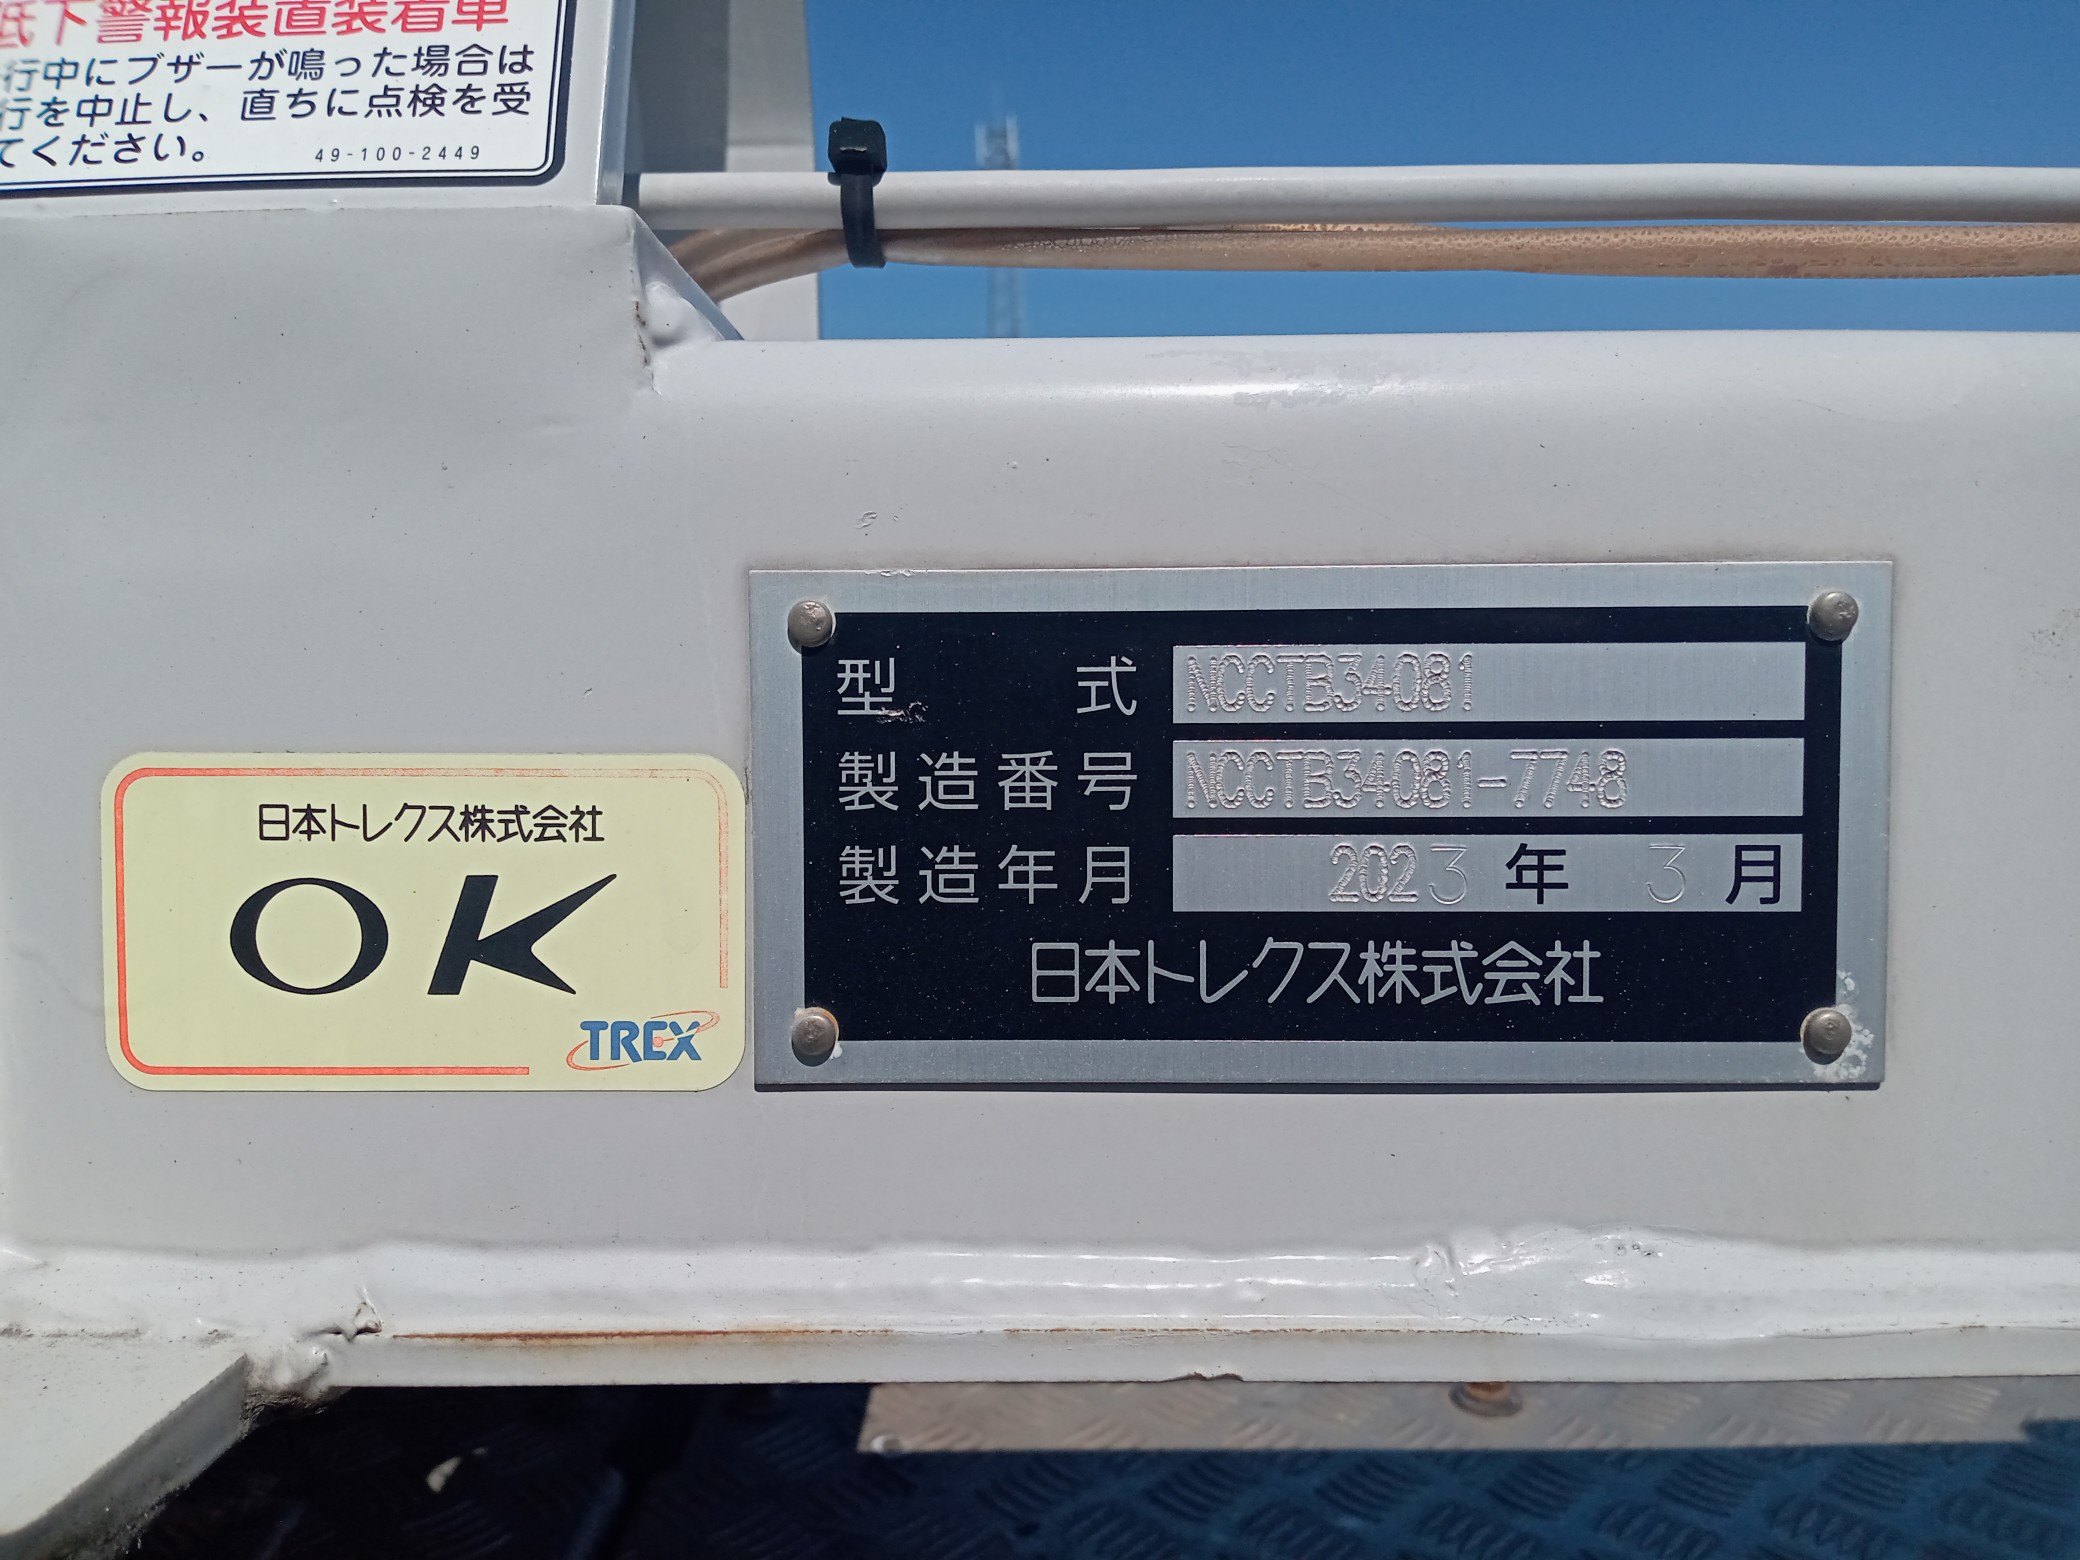 低下警報装置装着車
行中にブザーが鳴った場合は
行を中止し、直ちに点検を受
てください。
49-100-2449
型式 NCCTB34081
製造番号 NCCTB34081-7748
製造年月 2023年3月
日本トレクス株式会社
日本トレクス株式会社
OK
TREX